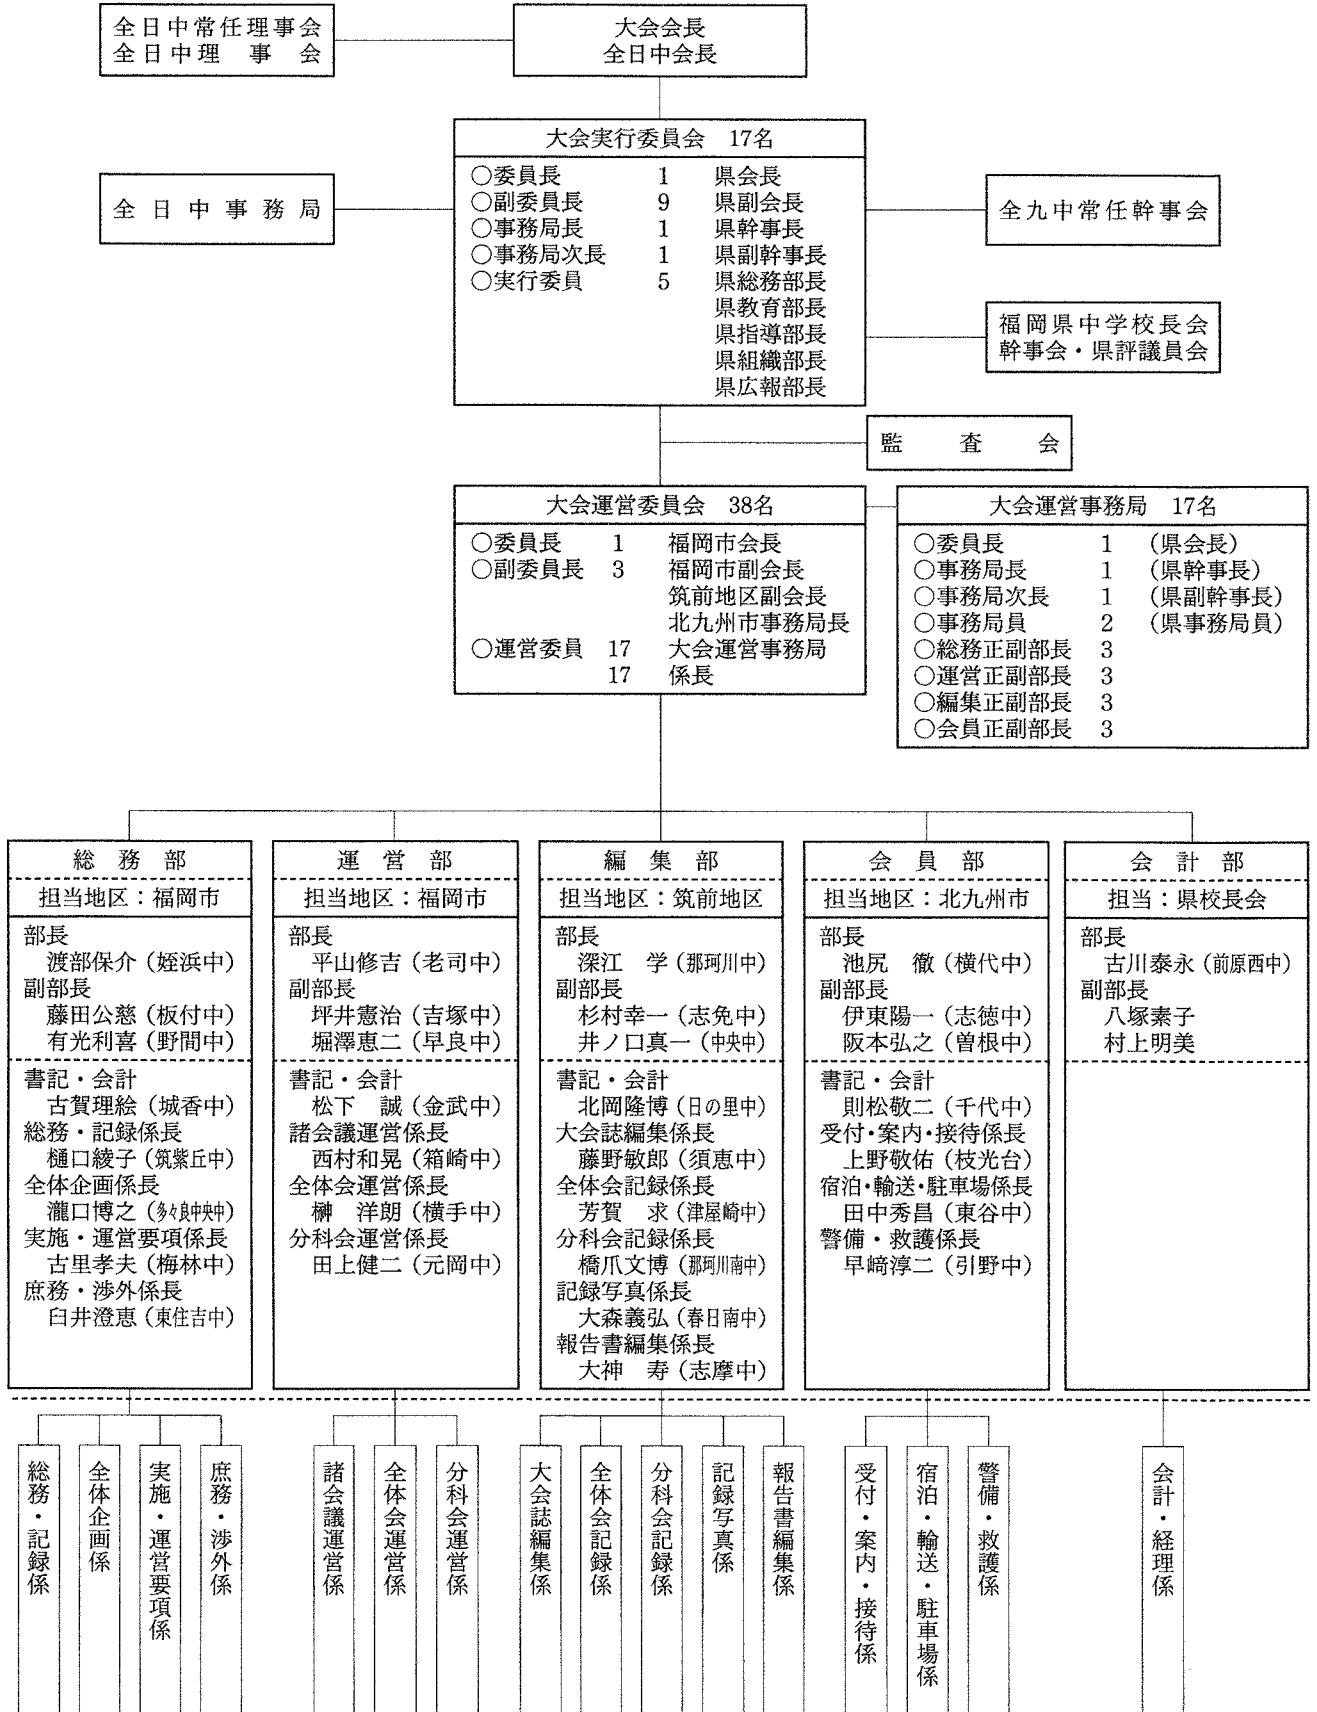 全日中常任理事会
全日中理事会
大会会長
全日中会長
大会実行委員会　17名
○委員長　1　県会長
○副委員長　9　県副会長
○事務局長　1　県幹事長
○事務局次長　1　県副幹事長
○実行委員　5　県総務部長
県教育部長
県指導部長
県組織部長
県広報部長
全日中事務局
全九中常任幹事会
福岡県中学校長会
幹事会・県評議員会
監査会
大会運営委員会　38名
○委員長　1　福岡市会長
○副委員長　3　福岡市副会長
筑前地区副会長
北九州市事務局長
○運営委員　17　大会運営事務局
17　係長
大会運営事務局　17名
○委員長　1　（県会長）
○事務局長　1　（県幹事長）
○事務局次長　1　（県副幹事長）
○事務局員　2　（県事務局員）
○総務正副部長　3
○運営正副部長　3
○編集正副部長　3
○会員正副部長　3
総務部
担当地区：福岡市
部長
渡部保介（姪浜中）
副部長
藤田公慈（板付中）
有光利喜（野間中）
書記・会計
古賀理絵（城香中）
総務・記録係長
樋口綾子（筑紫丘中）
全体企画係長
瀧口博之（多々良中央中）
実施・運営要項係長
古里孝夫（梅林中）
庶務・渉外係長
臼井澄恵（東住吉中）
運営部
担当地区：福岡市
部長
平山修吉（老司中）
副部長
坪井憲治（吉塚中）
堀澤恵二（早良中）
書記・会計
松下　誠（金武中）
諸会議運営係長
西村和晃（箱崎中）
全体会運営係長
榊　洋朗（横手中）
分科会運営係長
田上健二（元岡中）
編集部
担当地区：筑前地区
部長
深江　学（那珂川中）
副部長
杉村幸一（志免中）
井ノ口真一（中央中）
書記・会計
北岡隆博（日の里中）
大会誌編集係長
藤野敏郎（須恵中）
全体会記録係長
芳賀　求（津屋崎中）
分科会記録係長
橋爪文博（那珂川南中）
記録写真係長
大森義弘（春日南中）
報告書編集係長
大神　寿（志摩中）
会員部
担当地区：北九州市
部長
池尻　徹（横代中）
副部長
伊東陽一（志徳中）
阪本弘之（曽根中）
書記・会計
則松敬二（千代中）
受付・案内・接待係長
上野敬佑（枝光台）
宿泊・輸送・駐車場係長
田中秀昌（東谷中）
警備・救護係長
早﨑淳二（引野中）
会計部
担当：県校長会
部長
古川泰永（前原西中）
副部長
八塚素子
村上明美
総務・記録係
全体企画係
実施・運営要項係
庶務・渉外係
諸会議運営係
全体会運営係
分科会運営係
大会誌編集係
全体会記録係
分科会記録係
記録写真係
報告書編集係
受付・案内・接待係
宿泊・輸送・駐車場係
警備・救護係
会計・経理係